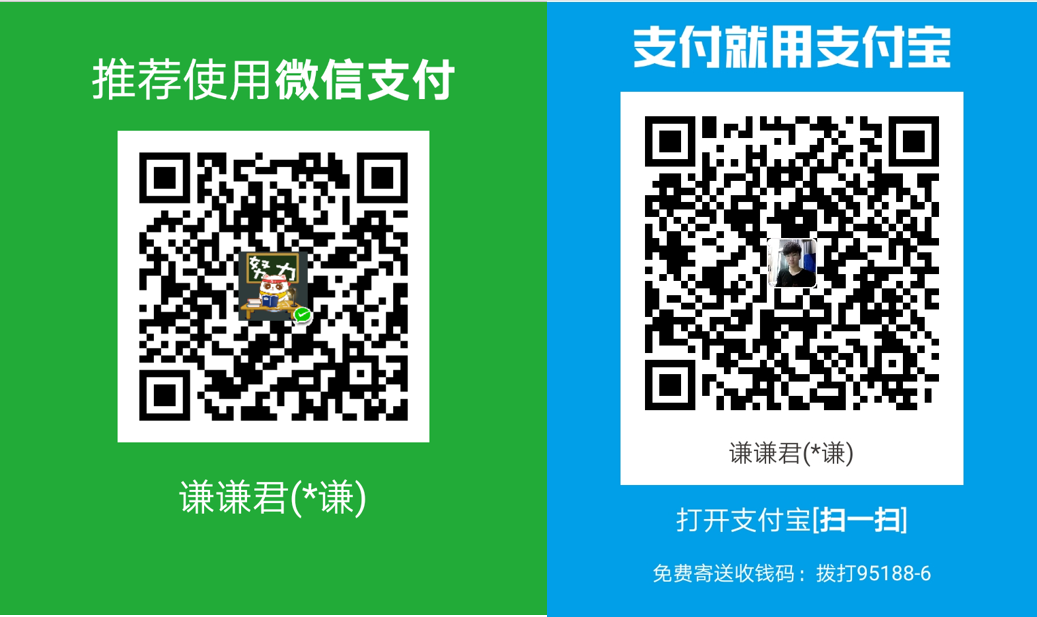 推荐使用微信支付
努力
谦谦君(*谦)
支付就用支付宝
谦谦君(*谦)
打开支付宝[扫一扫]
免费寄送收钱码：拨打95188-6